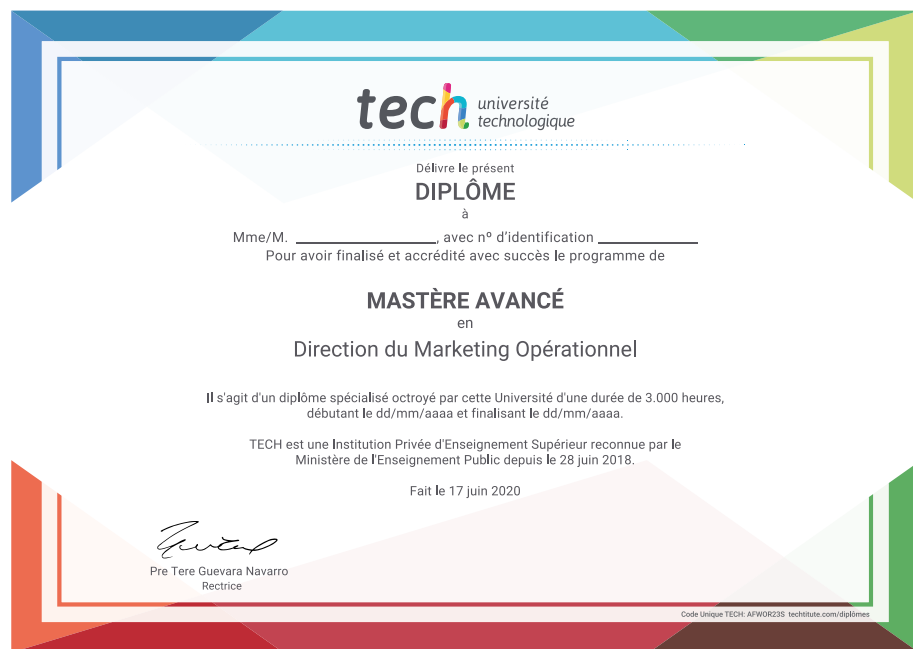 tech université
technologique
Délivre le présent
DIPLÔME
à
Mme/M. ____________________, avec nº d'identification ______________
Pour avoir finalisé et accrédité avec succès le programme de
MASTÈRE AVANCÉ
en
Direction du Marketing Opérationnel
Il s'agit d'un diplôme spécialisé octroyé par cette Université d'une durée de 3.000 heures,
débutant le dd/mm/aaaa et finalisant le dd/mm/aaaa.
TECH est une Institution Privée d'Enseignement Supérieur reconnue par le
Ministère de l'Enseignement Public depuis le 28 juin 2018.
Fait le 17 juin 2020
Pre Tere Guevara Navarro
Rectrice
Code Unique TECH: AFWOR23S techtitute.com/diplômes